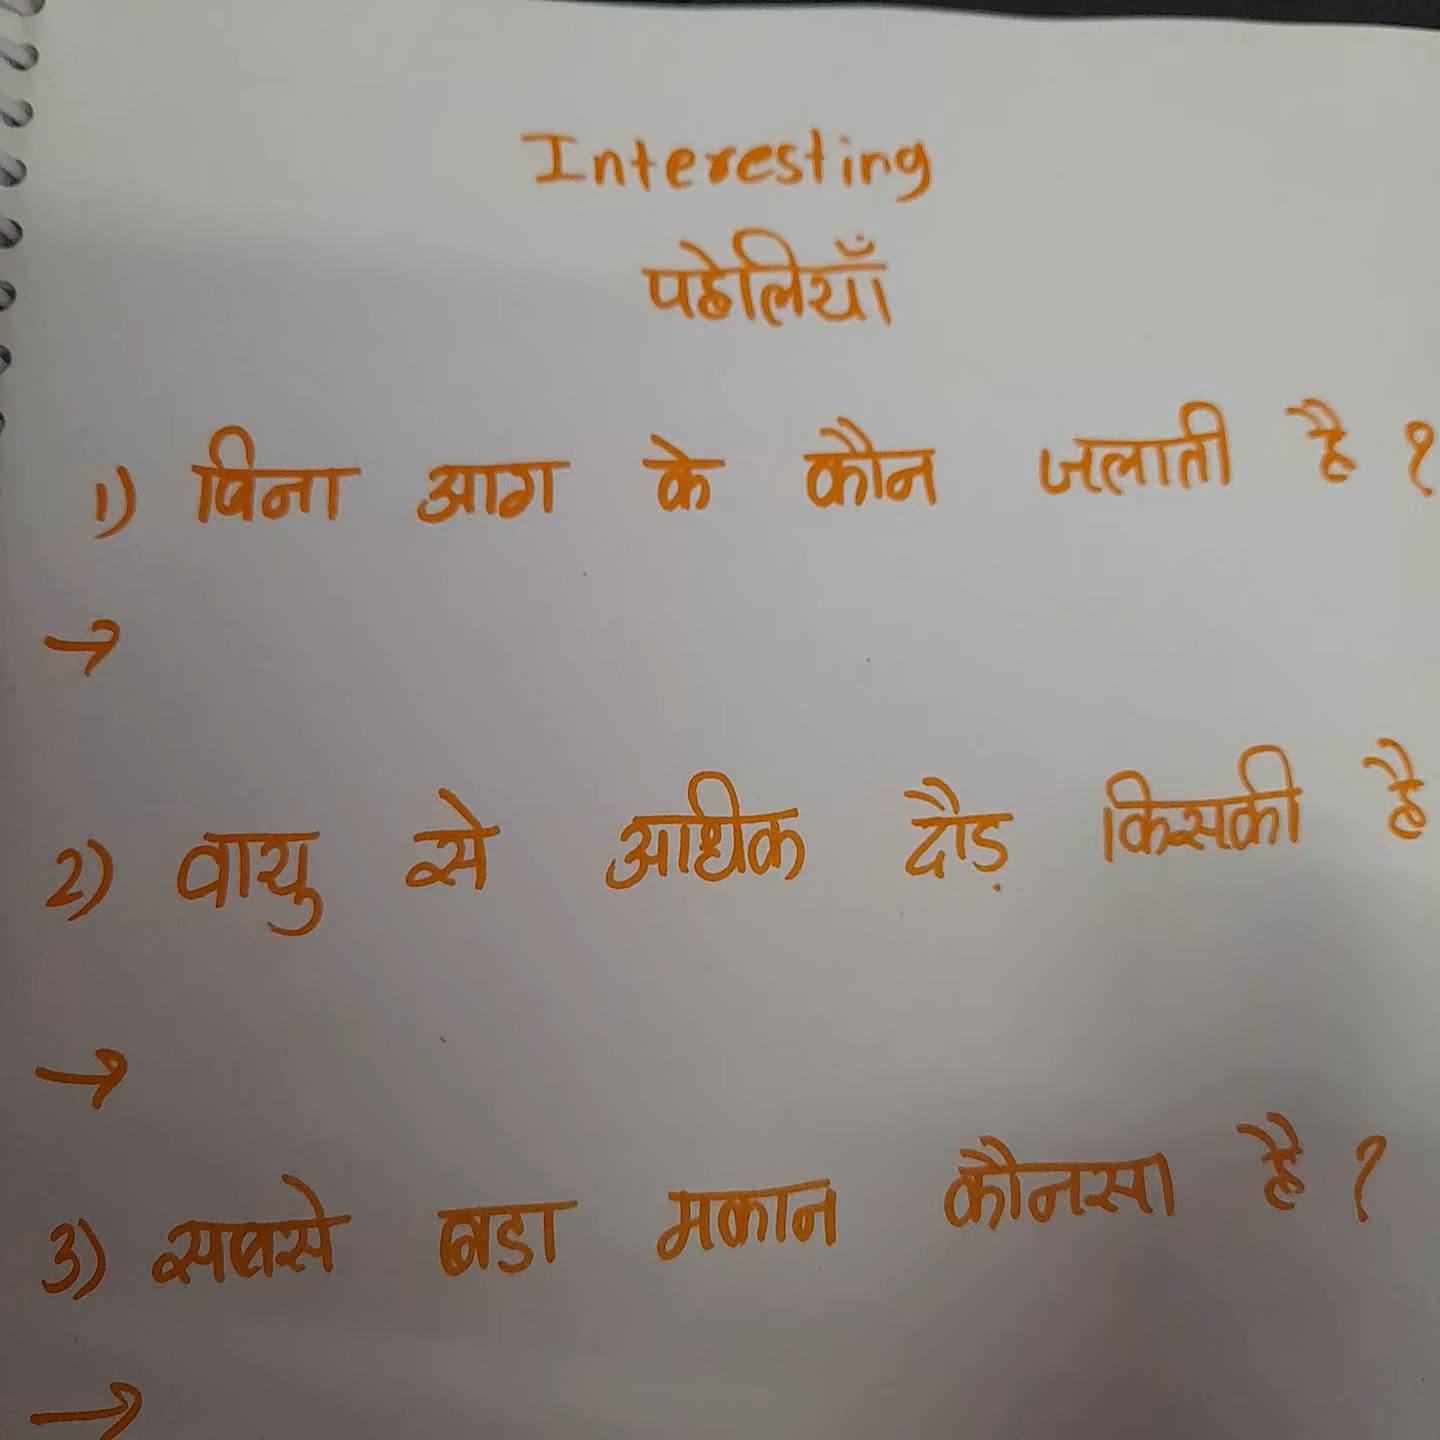 Interesting
पहेलियाँ
1) बिना आग के कौन जलाती है ?
→
2) वायु से अधीक दौड़ किसकी है
→
3) सबसे बडा मकान कौनसा है ?
→